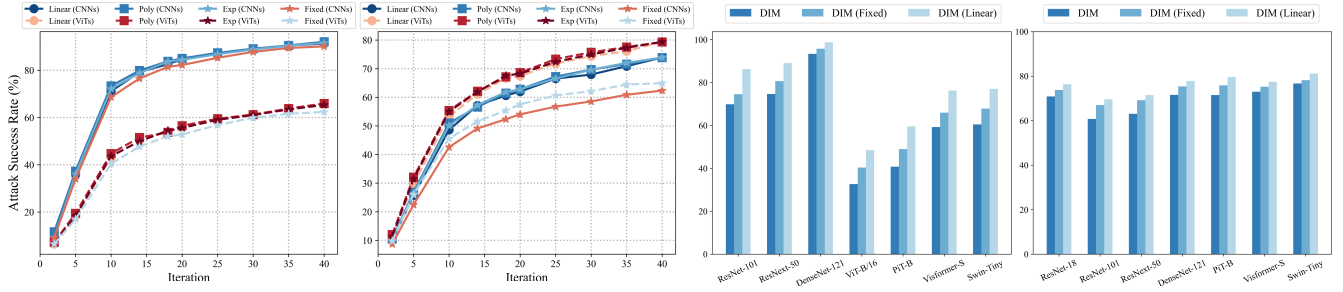 Linear (CNNs) Poly (CNNs) Exp (CNNs) Fixed (CNNs)
Linear (ViTs) Poly (ViTs) Exp (ViTs) Fixed (ViTs)
Attack Success Rate (%)
80
60
40
20
0 5 10 15 20 25 30 35 40
Iteration
Linear (CNNs) Poly (CNNs) Exp (CNNs) Fixed (CNNs)
Linear (ViTs) Poly (ViTs) Exp (ViTs) Fixed (ViTs)
80
70
60
50
40
30
20
10
0 5 10 15 20 25 30 35 40
Iteration
DIM DIM (Fixed) DIM (Linear)
100
80
60
40
20
0
ResNet-101 ResNext-50 DenseNet-121 ViT-B/16 PiT-B Visformer-S Swin-Tiny
DIM DIM (Fixed) DIM (Linear)
100
80
60
40
20
0
ResNet-18 ResNet-101 ResNext-50 DenseNet-121 PiT-B Visformer-S Swin-Tiny